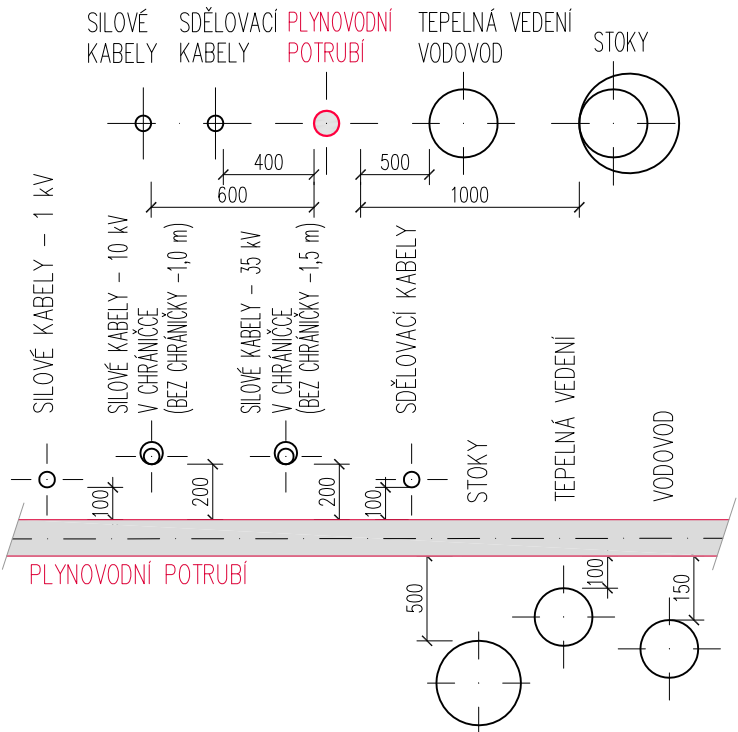 SILOVÉ
KABELY
SDĚLOVACÍ
KABELY
PLYNOVODNÍ
POTRUBÍ
TEPELNÁ VEDENÍ
VODOVOD
STOKY
400
500
600
1000
SILOVÉ KABELY - 1 kV
SILOVÉ KABELY - 10 kV
V CHRÁNIČCE
(BEZ CHRÁNIČKY -1,0 m)
SILOVÉ KABELY - 35 kV
V CHRÁNIČCE
(BEZ CHRÁNIČKY -1,5 m)
SDĚLOVACÍ KABELY
STOKY
TEPELNÁ VEDENÍ
VODOVOD
100
200
200
100
PLYNOVODNÍ POTRUBÍ
500
100
150